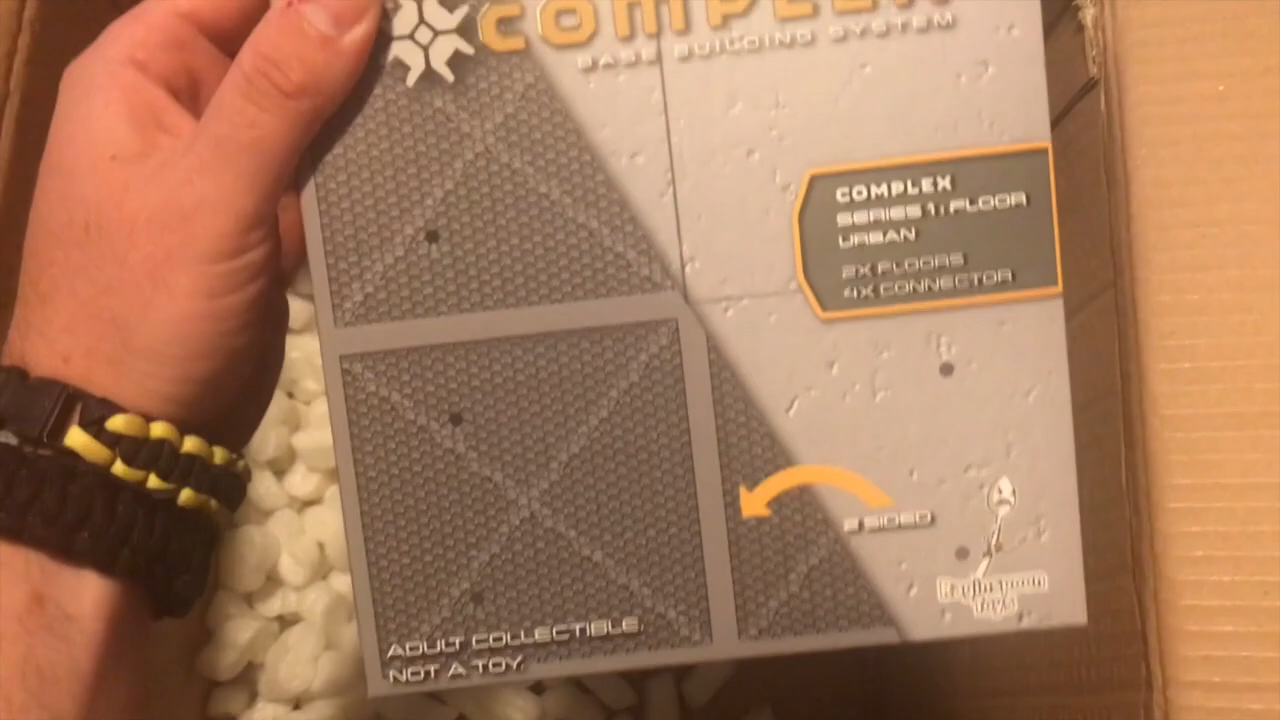 COMPLEX
BASE BUILDING SYSTEM
COMPLEX
SERIES 1: FLOOR
URBAN
2X FLOORS
4X CONNECTOR
2 SIDED
ADULT COLLECTIBLE.
NOT A TOY.
Toys